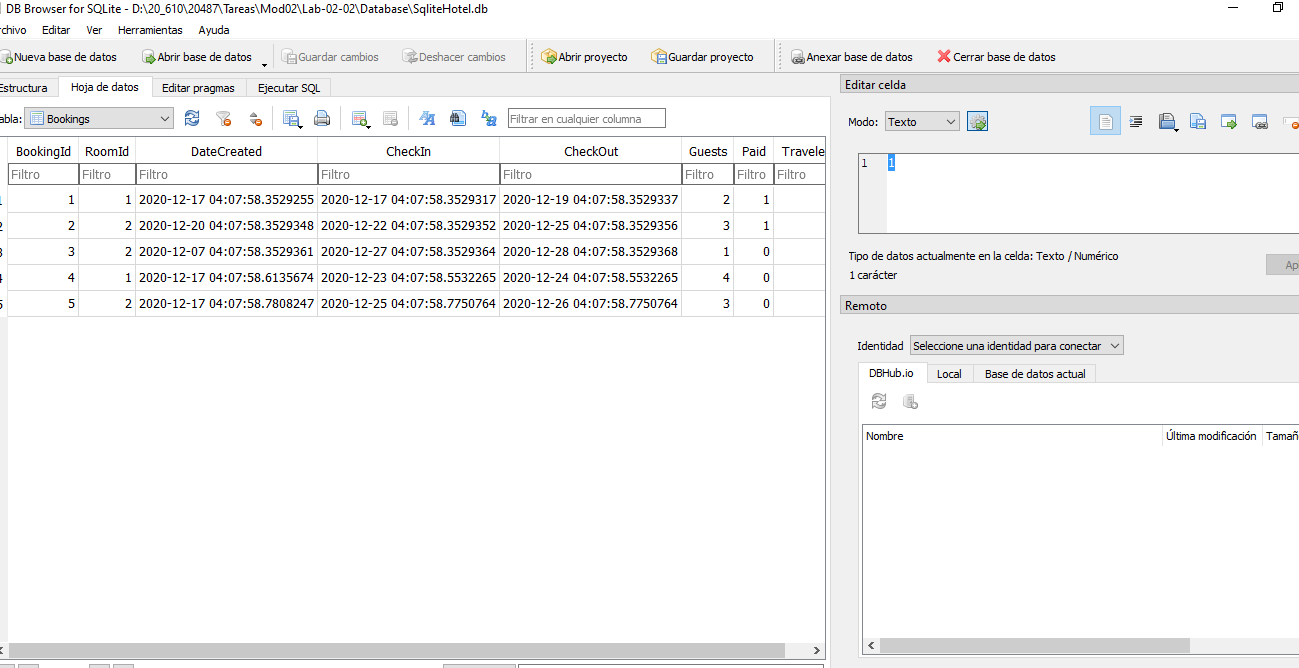 DB Browser for SQLite - D:\20_610\20487\Tareas\Mod02\Lab-02-02\Database\SqliteHotel.db
rchivo Editar Ver Herramientas Ayuda
Nueva base de datos Abrir base de datos Guardar cambios Deshacer cambios Abrir proyecto Guardar proyecto Anexar base de datos Cerrar base de datos
Estructura Hoja de datos Editar pragmas Ejecutar SQL
abla: Bookings Filtrar en cualquier columna
BookingId RoomId DateCreated CheckIn CheckOut Guests Paid Travele
Filtro Filtro Filtro Filtro Filtro Filtro Filtro Filtro
1 1 1 2020-12-17 04:07:58.3529255 2020-12-17 04:07:58.3529317 2020-12-19 04:07:58.3529337 2 1
2 2 2 2020-12-20 04:07:58.3529348 2020-12-22 04:07:58.3529352 2020-12-25 04:07:58.3529356 3 1
3 3 2 2020-12-07 04:07:58.3529361 2020-12-27 04:07:58.3529364 2020-12-28 04:07:58.3529368 1 0
4 4 1 2020-12-17 04:07:58.6135674 2020-12-23 04:07:58.5532265 2020-12-24 04:07:58.5532265 4 0
5 5 2 2020-12-17 04:07:58.7808247 2020-12-25 04:07:58.7750764 2020-12-26 04:07:58.7750764 3 0
Editar celda
Modo: Texto
1 1
Tipo de datos actualmente en la celda: Texto / Numérico
1 carácter
Ap
Remoto
Identidad Seleccione una identidad para conectar
DBHub.io Local Base de datos actual
Nombre Última modificación Tamañ